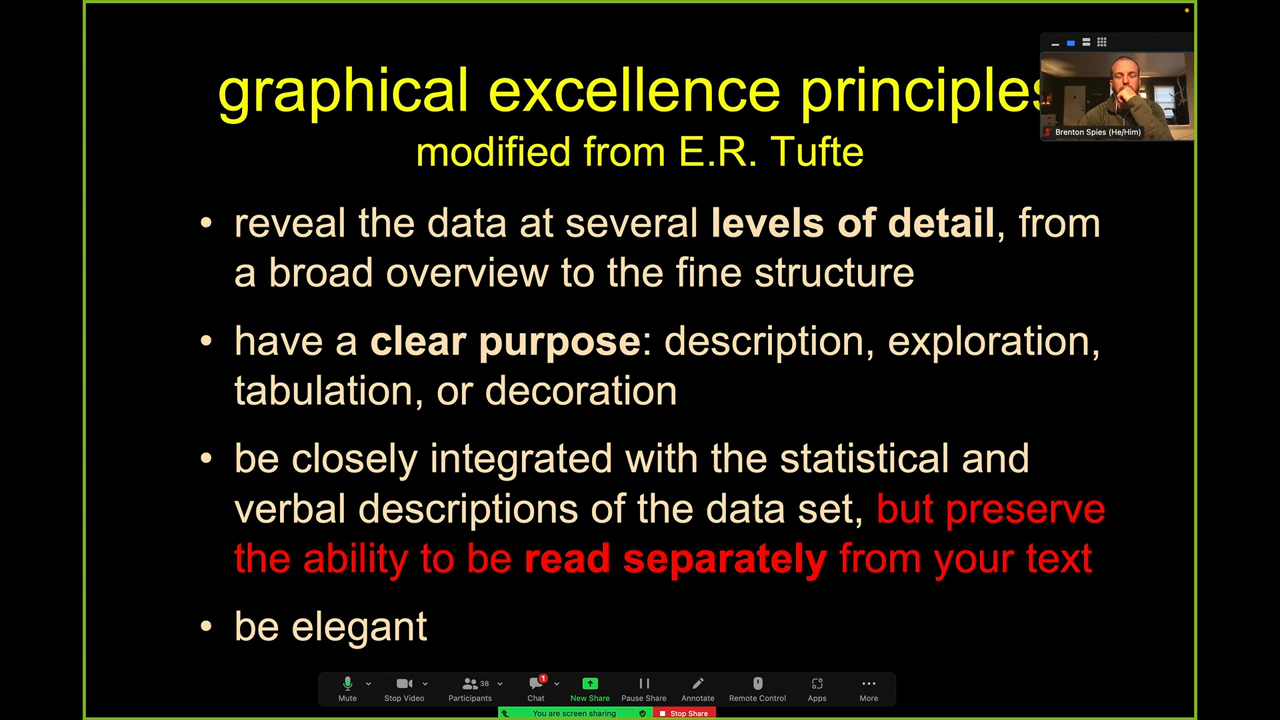 graphical excellence principles
modified from E.R. Tufte
Brenton Spies (He/Him)
• reveal the data at several levels of detail, from
a broad overview to the fine structure
• have a clear purpose: description, exploration,
tabulation, or decoration
• be closely integrated with the statistical and
verbal descriptions of the data set, but preserve
the ability to be read separately from your text
• be elegant
38
1
Mute
Stop Video
Participants
Chat
New Share
Pause Share
Annotate
Remote Control
Apps
More
You are screen sharing
Stop Share